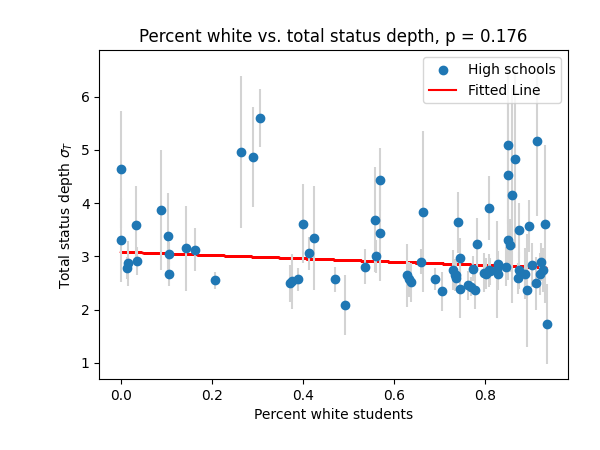 Percent white vs. total status depth, p = 0.176
High schools
Fitted Line
Total status depth σ_T
6
5
4
3
2
1
0.0 0.2 0.4 0.6 0.8
Percent white students